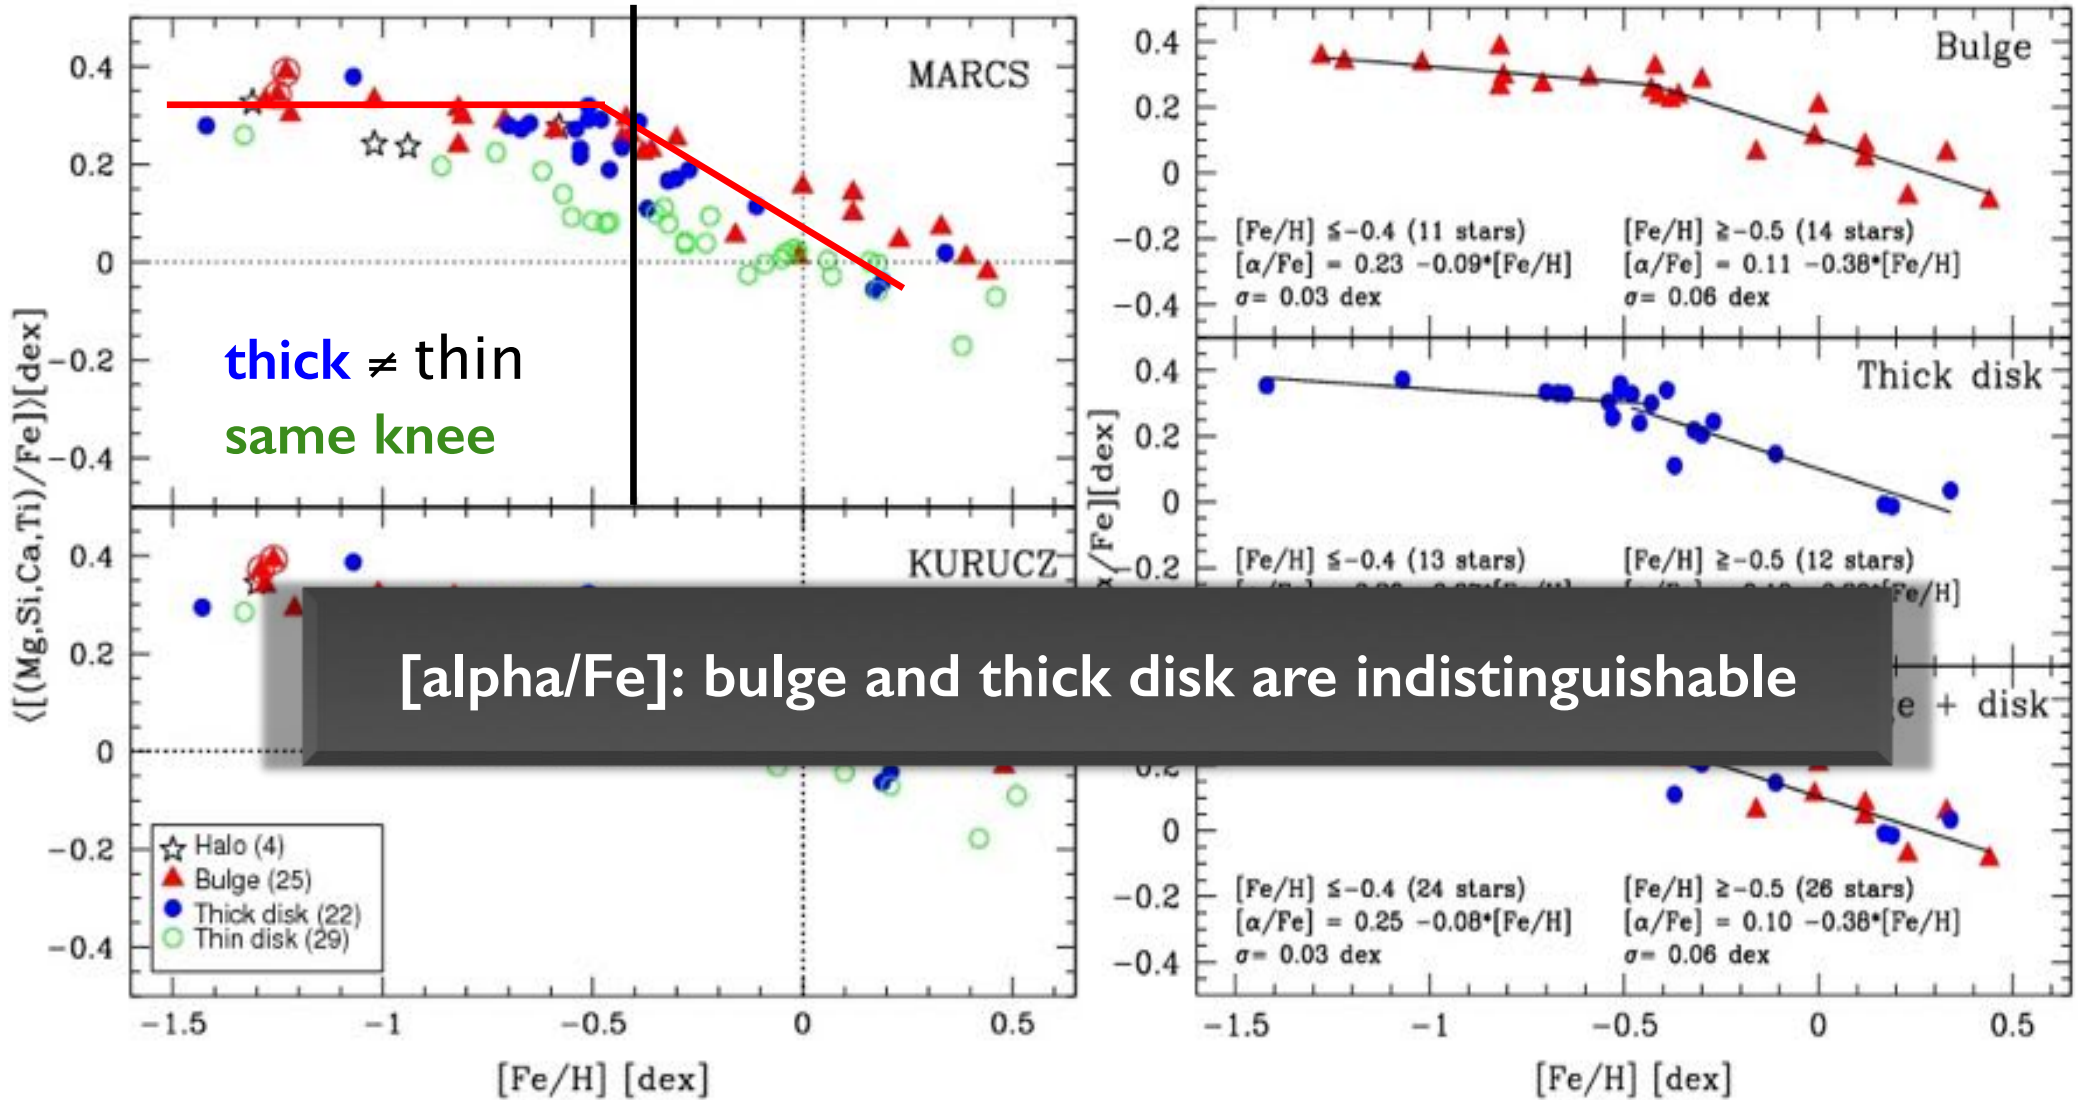 MARCS
0.4
0.2
0
−0.2
−0.4
thick ≠ thin
same knee
⟨[(Mg,Si,Ca,Ti)/Fe]⟩[dex]
KURUCZ
0.4
0.2
0
−0.2
−0.4
Halo (4)
Bulge (25)
Thick disk (22)
Thin disk (29)
−1.5 −1 −0.5 0 0.5
[Fe/H] [dex]
[alpha/Fe]: bulge and thick disk are indistinguishable
Bulge
0.4
0.2
0
−0.2
−0.4
[Fe/H] ≤−0.4 (11 stars)
[α/Fe] = 0.23 −0.09*[Fe/H]
σ= 0.03 dex
[Fe/H] ≥−0.5 (14 stars)
[α/Fe] = 0.11 −0.38*[Fe/H]
σ= 0.06 dex
Thick disk
0.4
0.2
0
−0.2
/Fe][dex]
[Fe/H] ≤−0.4 (13 stars)
[Fe/H] ≥−0.5 (12 stars)
+ disk
0.2
0
−0.2
−0.4
[Fe/H] ≤−0.4 (24 stars)
[α/Fe] = 0.25 −0.08*[Fe/H]
σ= 0.03 dex
[Fe/H] ≥−0.5 (26 stars)
[α/Fe] = 0.10 −0.38*[Fe/H]
σ= 0.06 dex
−1.5 −1 −0.5 0 0.5
[Fe/H] [dex]